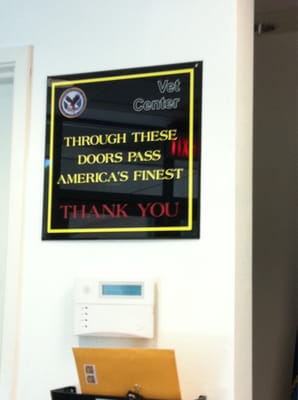 Vet
Center
THROUGH THESE
DOORS PASS
AMERICA'S FINEST
THANK YOU